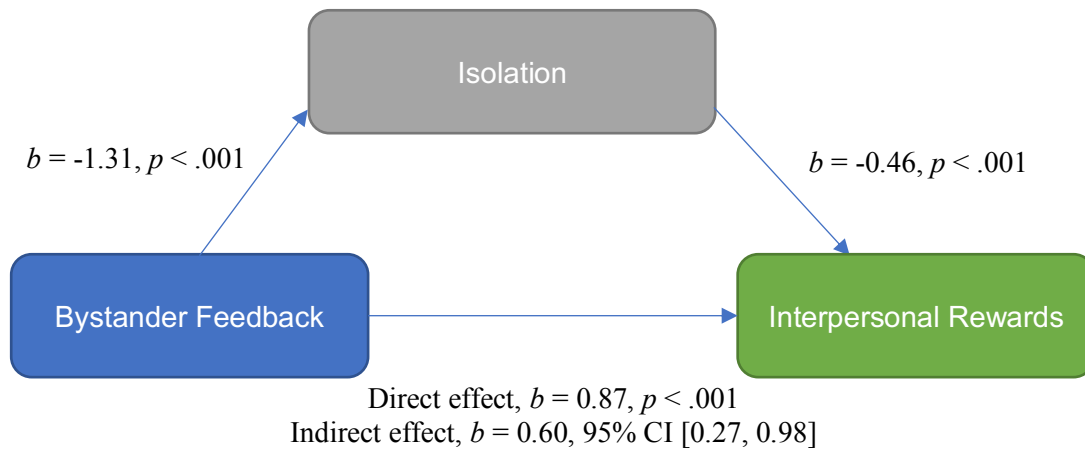 Isolation
b = -1.31, p < .001
b = -0.46, p < .001
Bystander Feedback
Interpersonal Rewards
Direct effect, b = 0.87, p < .001
Indirect effect, b = 0.60, 95% CI [0.27, 0.98]